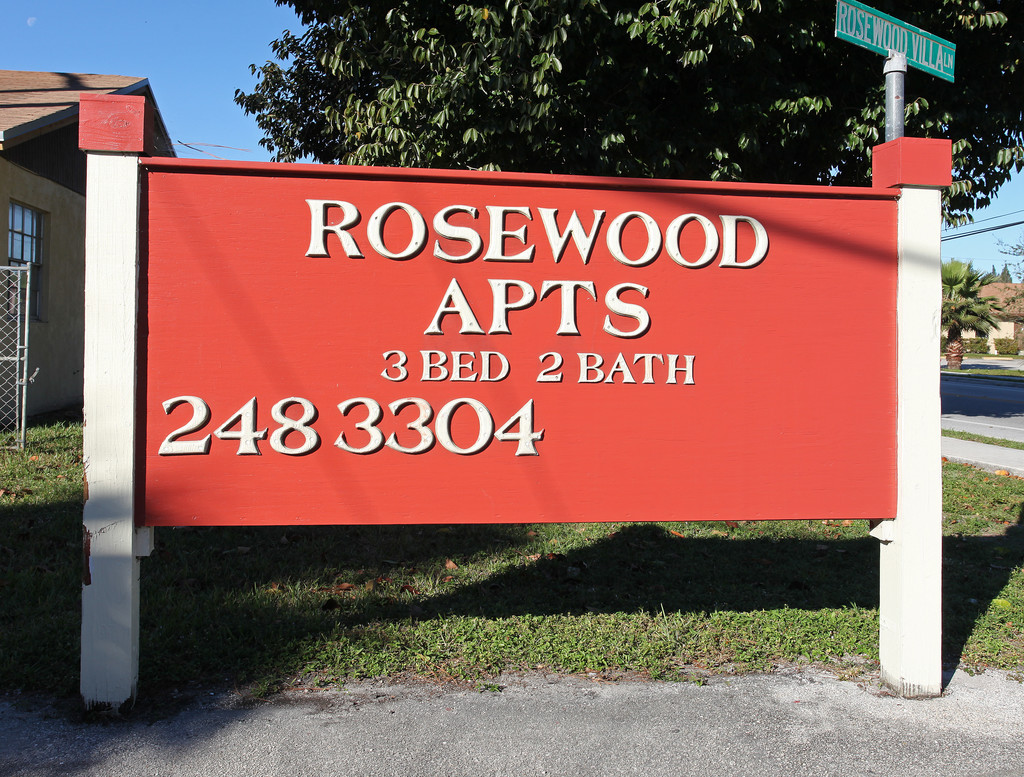 ROSEWOOD VILLA LN
ROSEWOOD
APTS
3 BED 2 BATH
248 3304